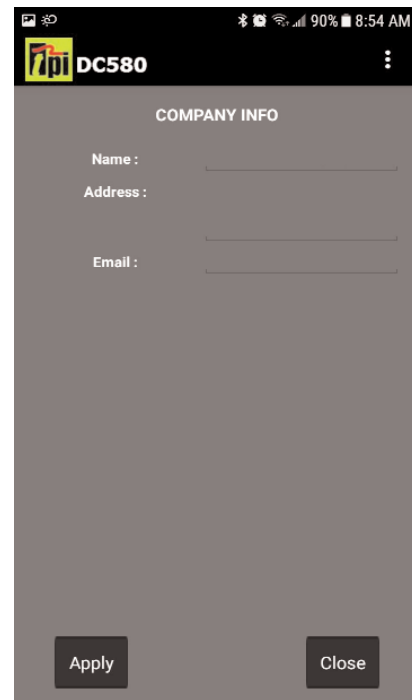 90% 8:54 AM
TPI DC580
COMPANY INFO
Name :
Address :
Email :
Apply Close